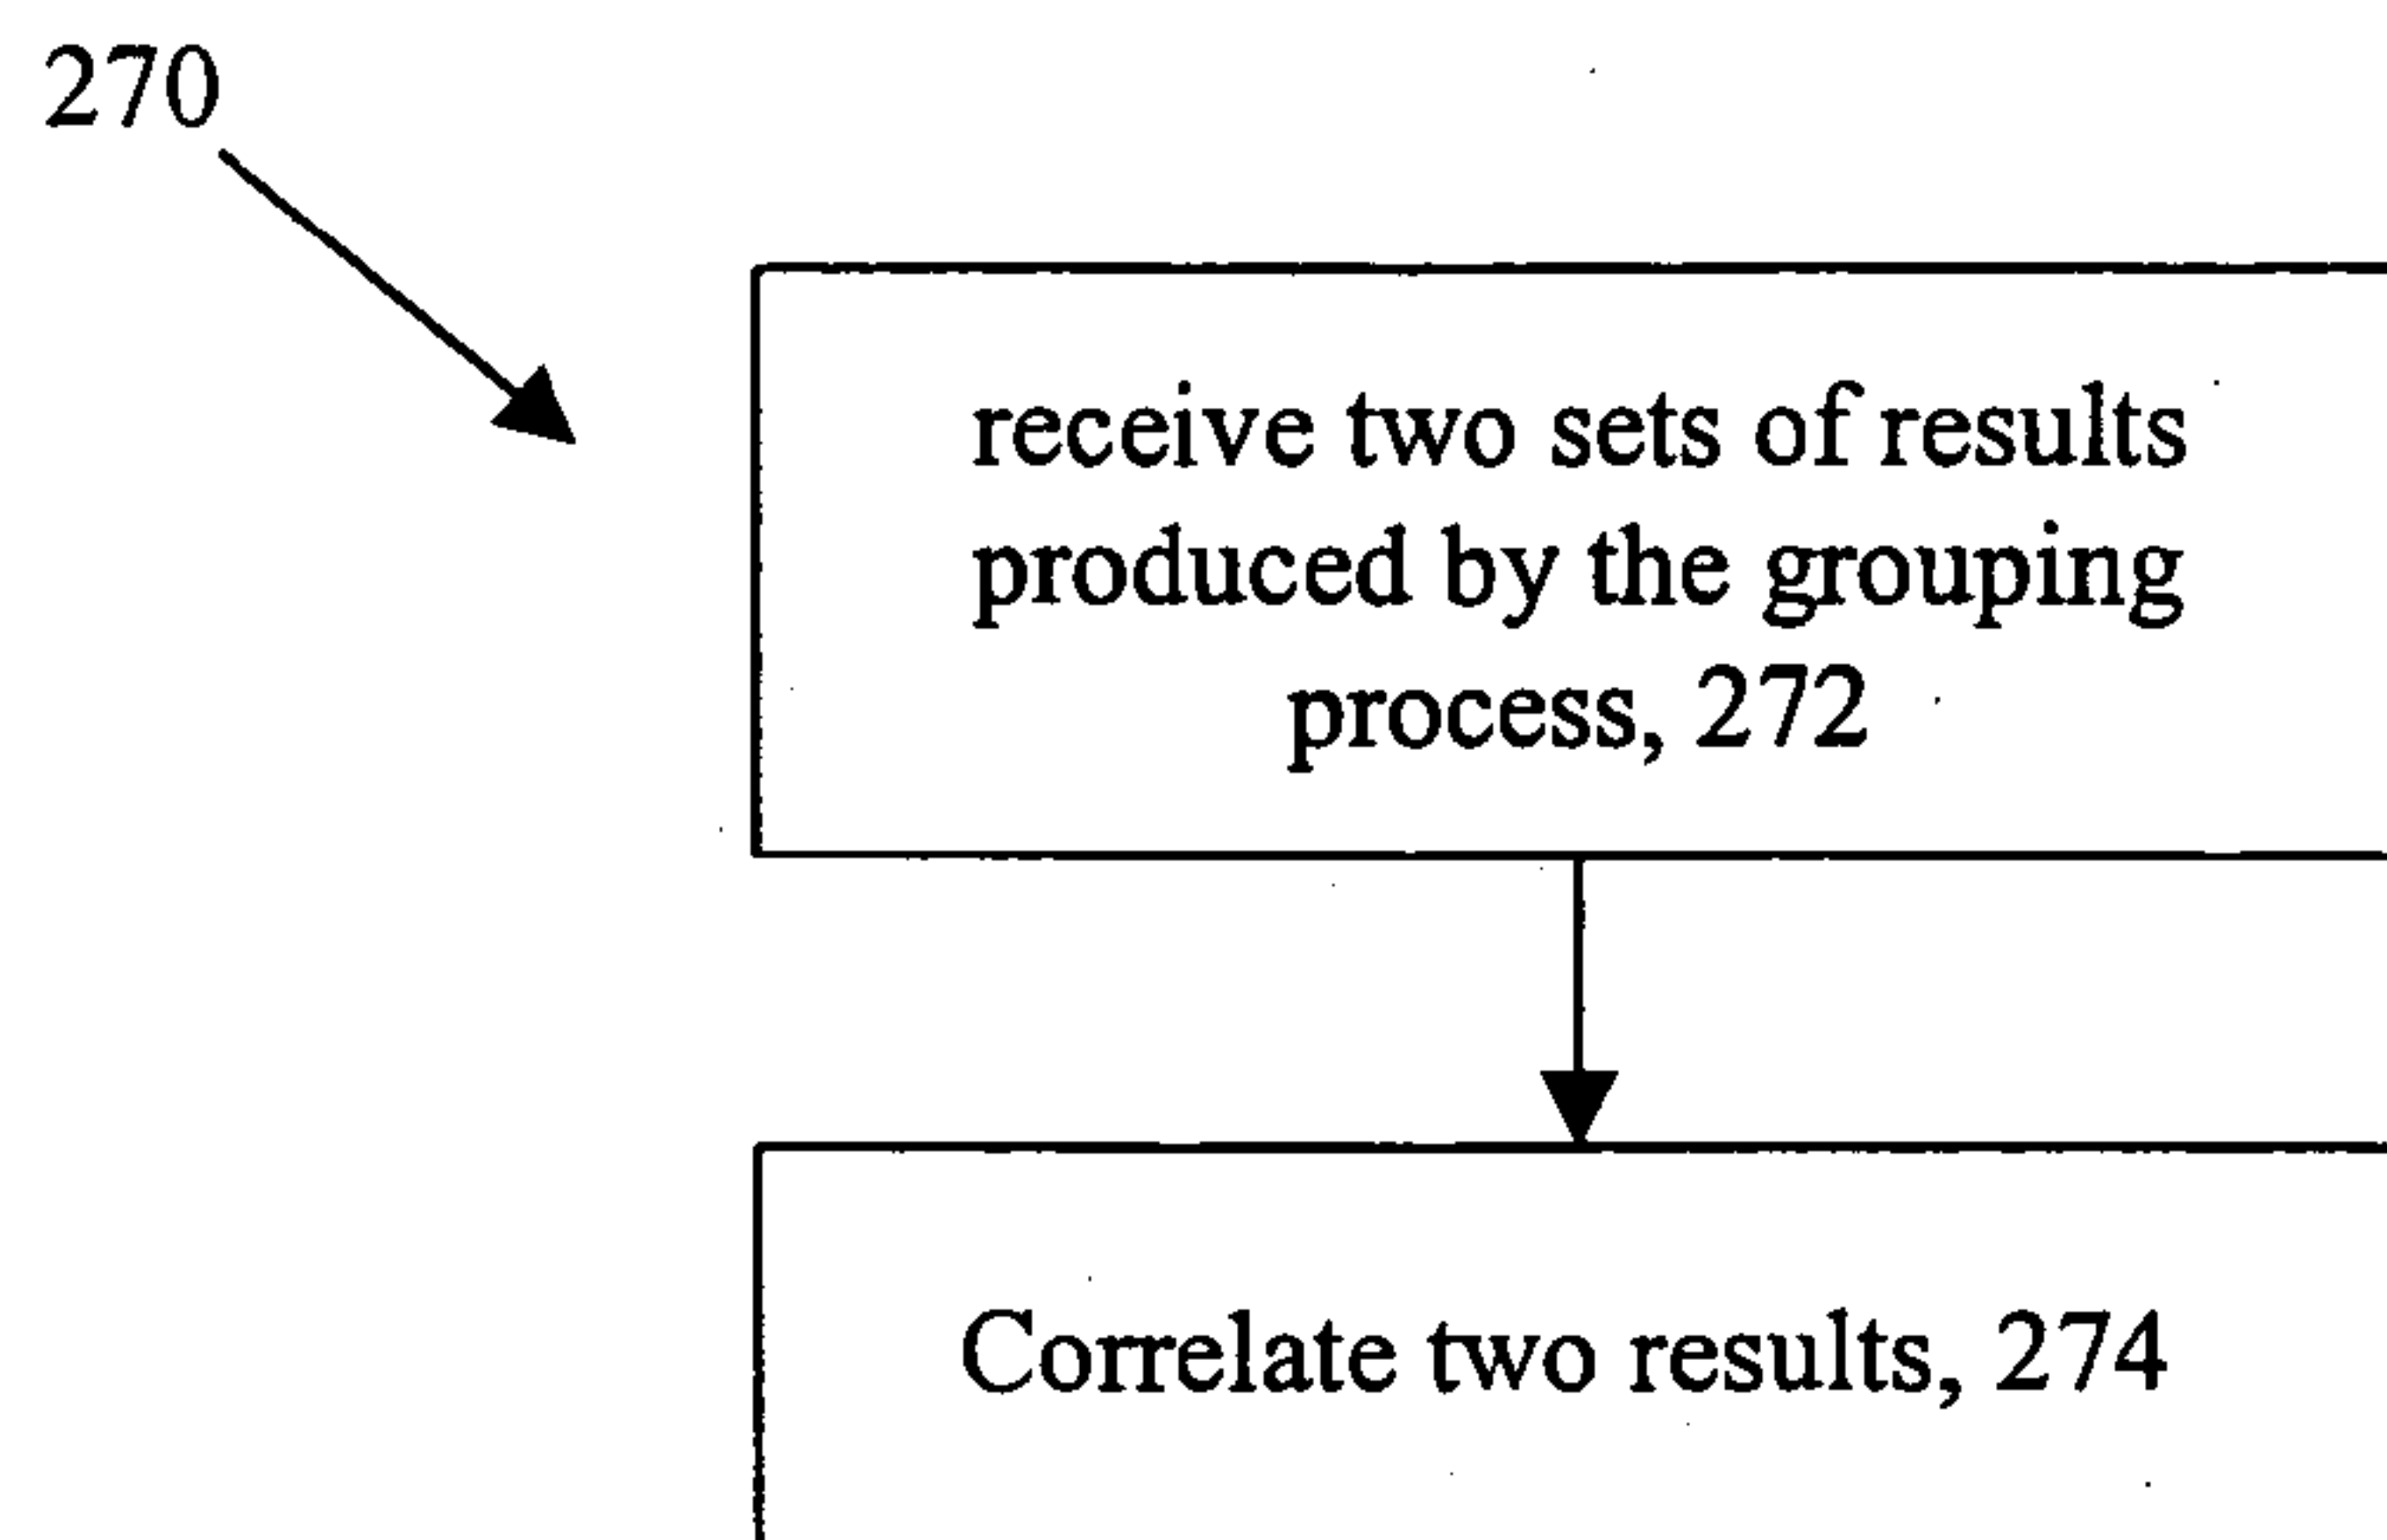 270
receive two sets of results
produced by the grouping
process, 272
Correlate two results, 274